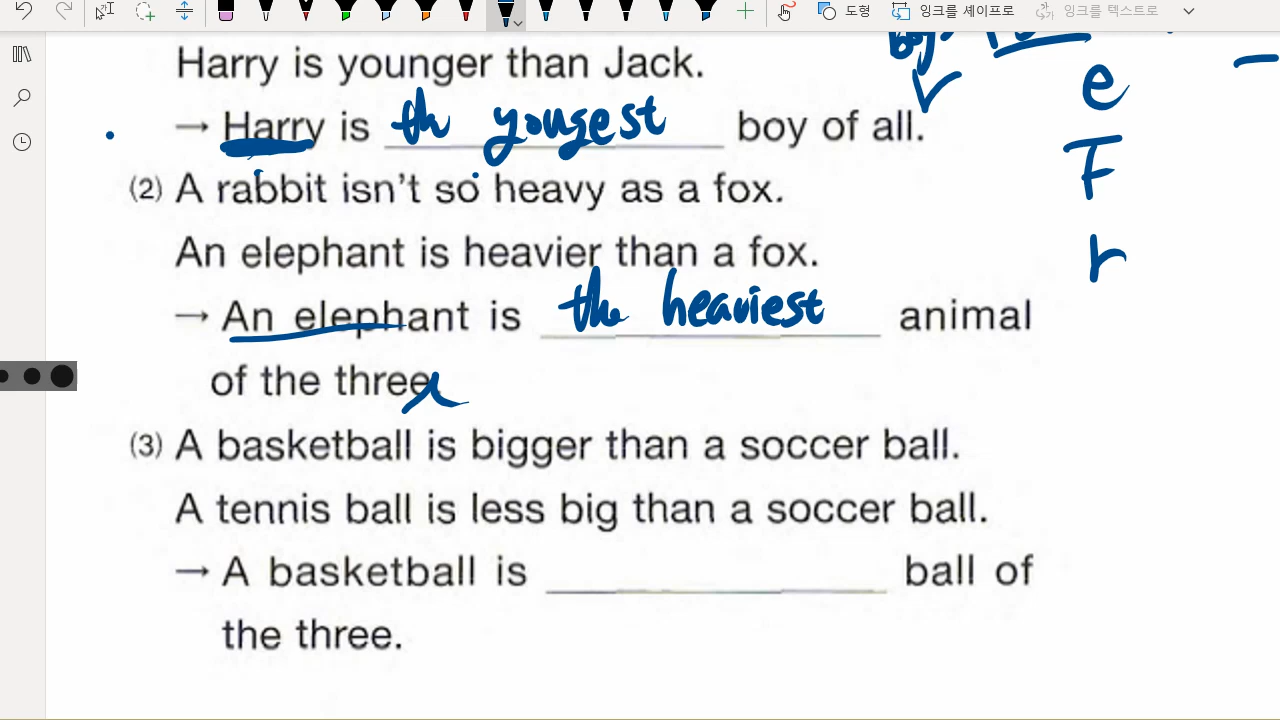 도형 잉크를 셰이프로 잉크를 텍스트로
Harry is younger than Jack.
e
→ Harry is th yougest boy of all.
F
(2) A rabbit isn't so heavy as a fox.
An elephant is heavier than a fox.
r
→ An elephant is the heaviest animal
of the three
(3) A basketball is bigger than a soccer ball.
A tennis ball is less big than a soccer ball.
→ A basketball is ball of
the three.